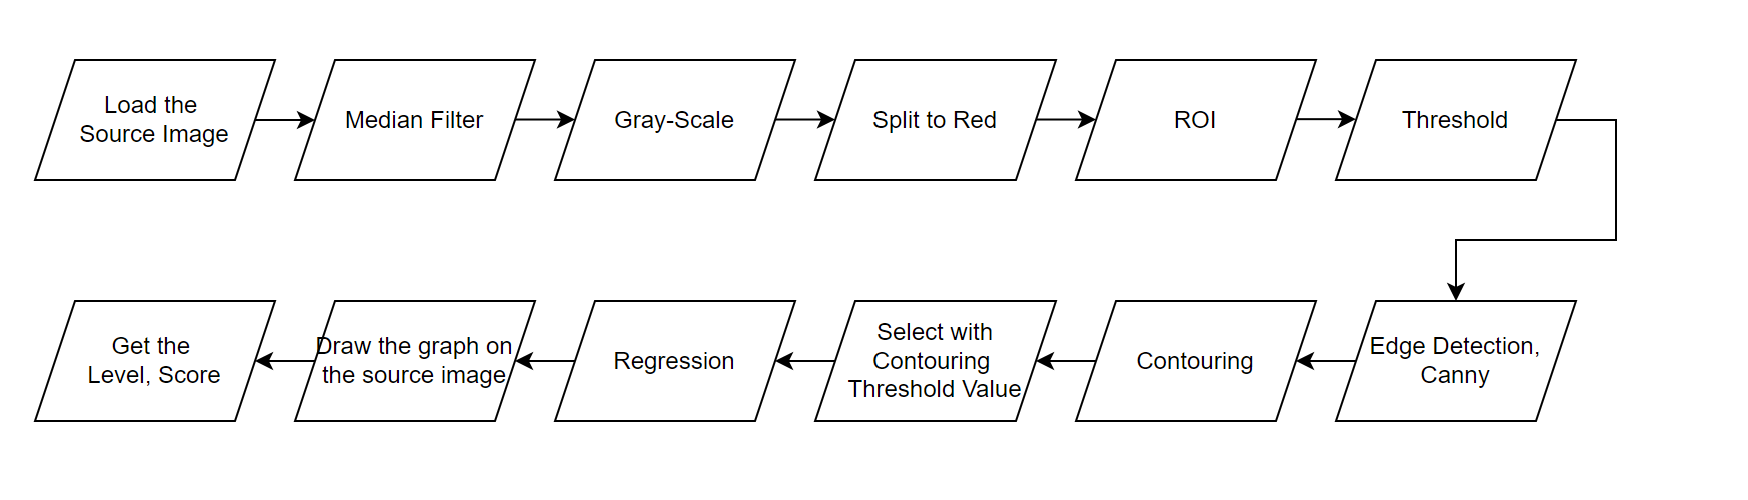 Load the
Source Image
Median Filter
Gray-Scale
Split to Red
ROI
Threshold
Edge Detection,
Canny
Contouring
Select with
Contouring
Threshold Value
Regression
Draw the graph on
the source image
Get the
Level, Score